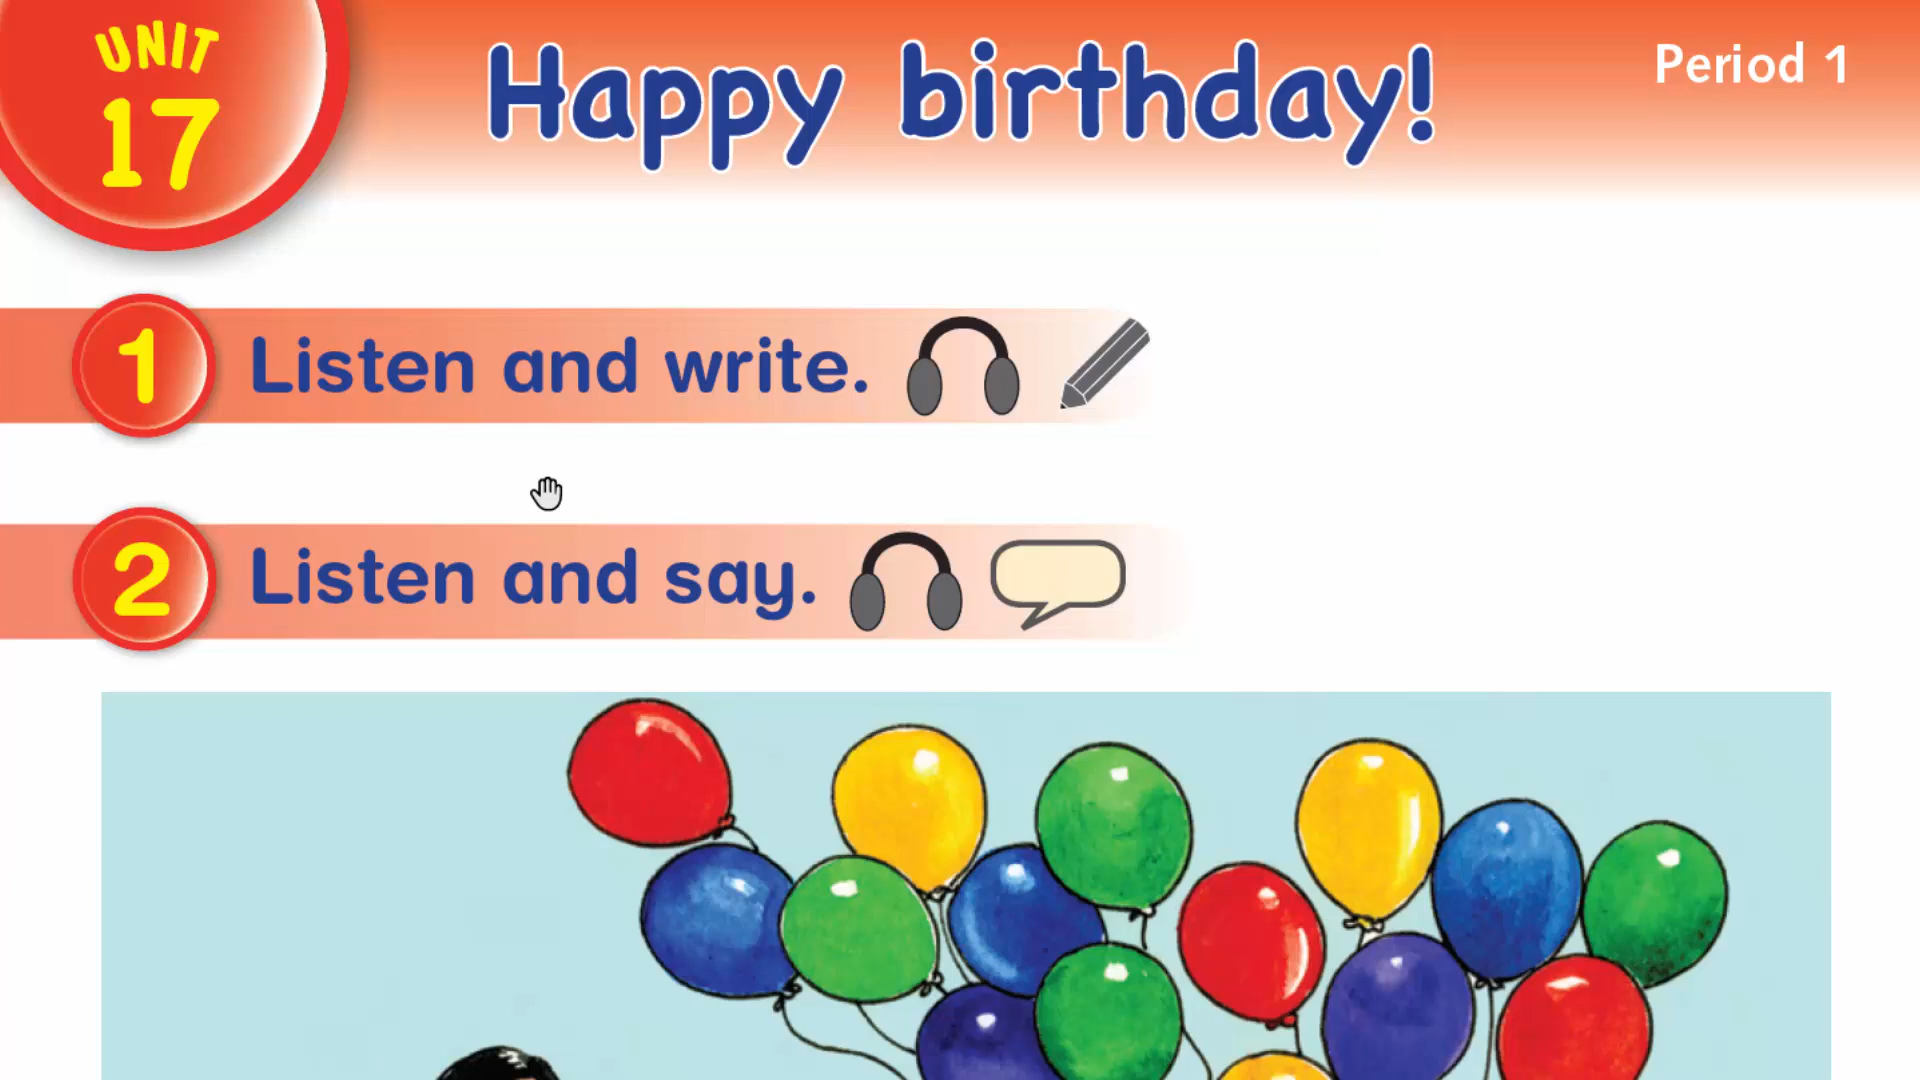 UNIT
17
Happy birthday!
Period 1
1 Listen and write.
2 Listen and say.